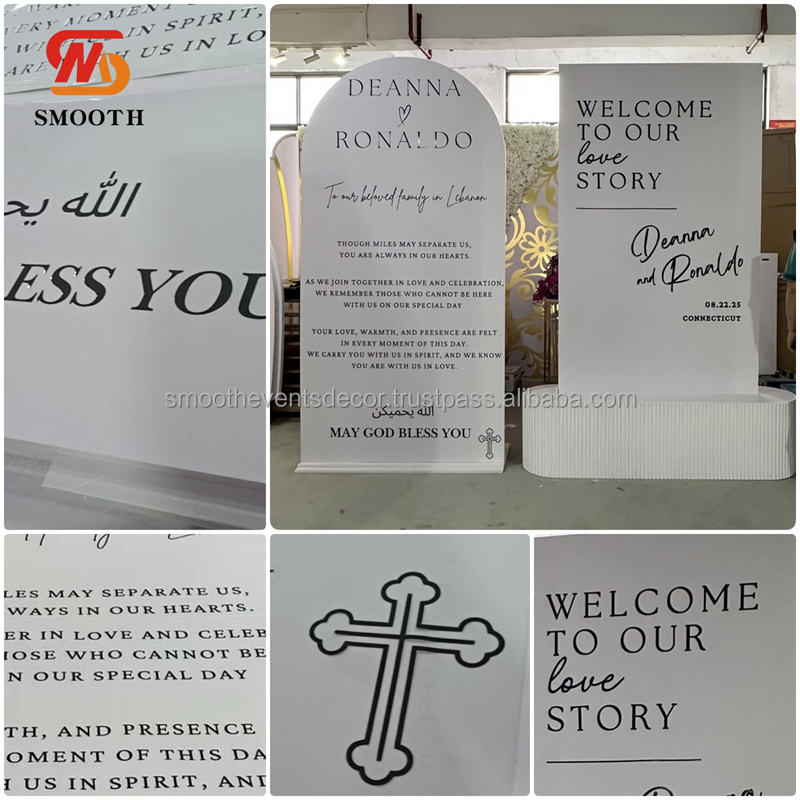 VERY MOMENT
US IN SPIRIT,
ARE
US IN LO
SMOOTH
الله يح
ESS YOU
DEANNA
RONALDO
To our beloved family in Lebanon
THOUGH MILES MAY SEPARATE US,
YOU ARE ALWAYS IN OUR HEARTS.
AS WE JOIN TOGETHER IN LOVE AND CELEBRATION,
WE REMEMBER THOSE WHO CANNOT BE HERE
WITH US ON OUR SPECIAL DAY
YOUR LOVE, WARMTH, AND PRESENCE ARE FELT
IN EVERY MOMENT OF THIS DAY.
WE CARRY YOU WITH US IN SPIRIT, AND WE KNOW
YOU ARE WITH US IN LOVE.
الله يحميكن
MAY GOD BLESS YOU
WELCOME
TO OUR
love
STORY
Deanna
and Ronaldo
08.22.25
CONNECTICUT
smootheventsdecor.trustpass.alibaba.com
LES MAY SEPARATE US,
WAYS IN OUR HEARTS.
ER IN LOVE AND CELEB
HOSE WHO CANNOT BE
N OUR SPECIAL DAY
TH, AND PRESENCE
OMENT OF THIS DA
H US IN SPIRIT, AND
WELCOME
TO OUR
love
STORY
Deanna